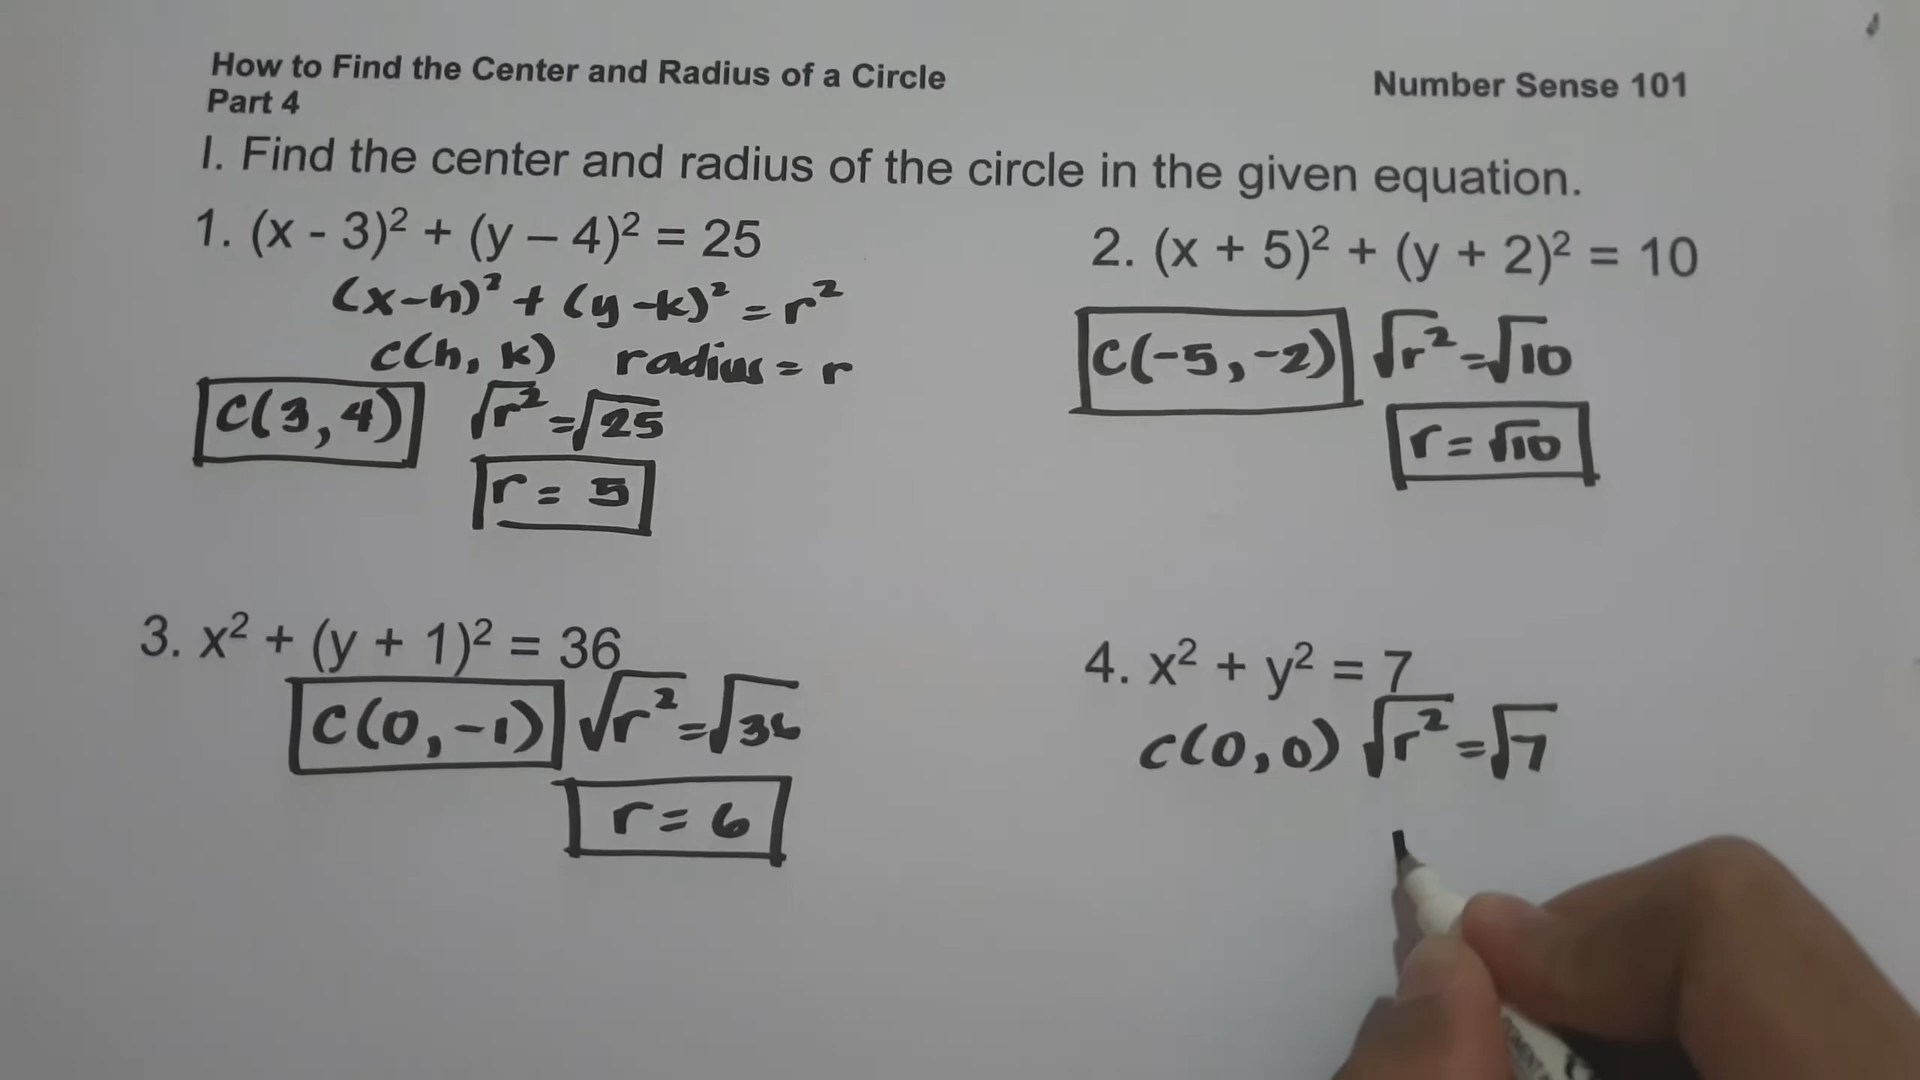 How to Find the Center and Radius of a Circle
Part 4
Number Sense 101
I. Find the center and radius of the circle in the given equation.
1. (x - 3)² + (y – 4)² = 25
(x-h)² + (y-k)² = r²
c(h, k) radius = r
C(3,4) √r² = √25
r = 5
2. (x + 5)² + (y + 2)² = 10
C(-5,-2) √r² = √10
r = √10
3. x² + (y + 1)² = 36
C(0,-1) √r² = √36
r = 6
4. x² + y² = 7
C(0,0) √r² = √7